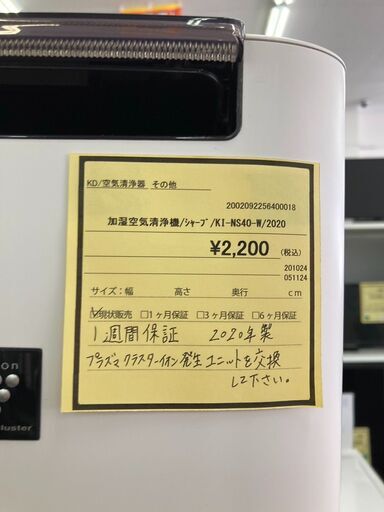 KD/空気清浄器 その他
2002092256400018
加湿空気清浄機/シャープ/KI-NS40-W/2020
¥2,200 (税込)
201024
051124
サイズ:幅 高さ 奥行 cm
☑現状販売 □1ヶ月保証 □3ヶ月保証 □6ヶ月保証
1週間保証 2020年製
プラズマクラスターイオン発生ユニットを交換
して下さい。
on
luster